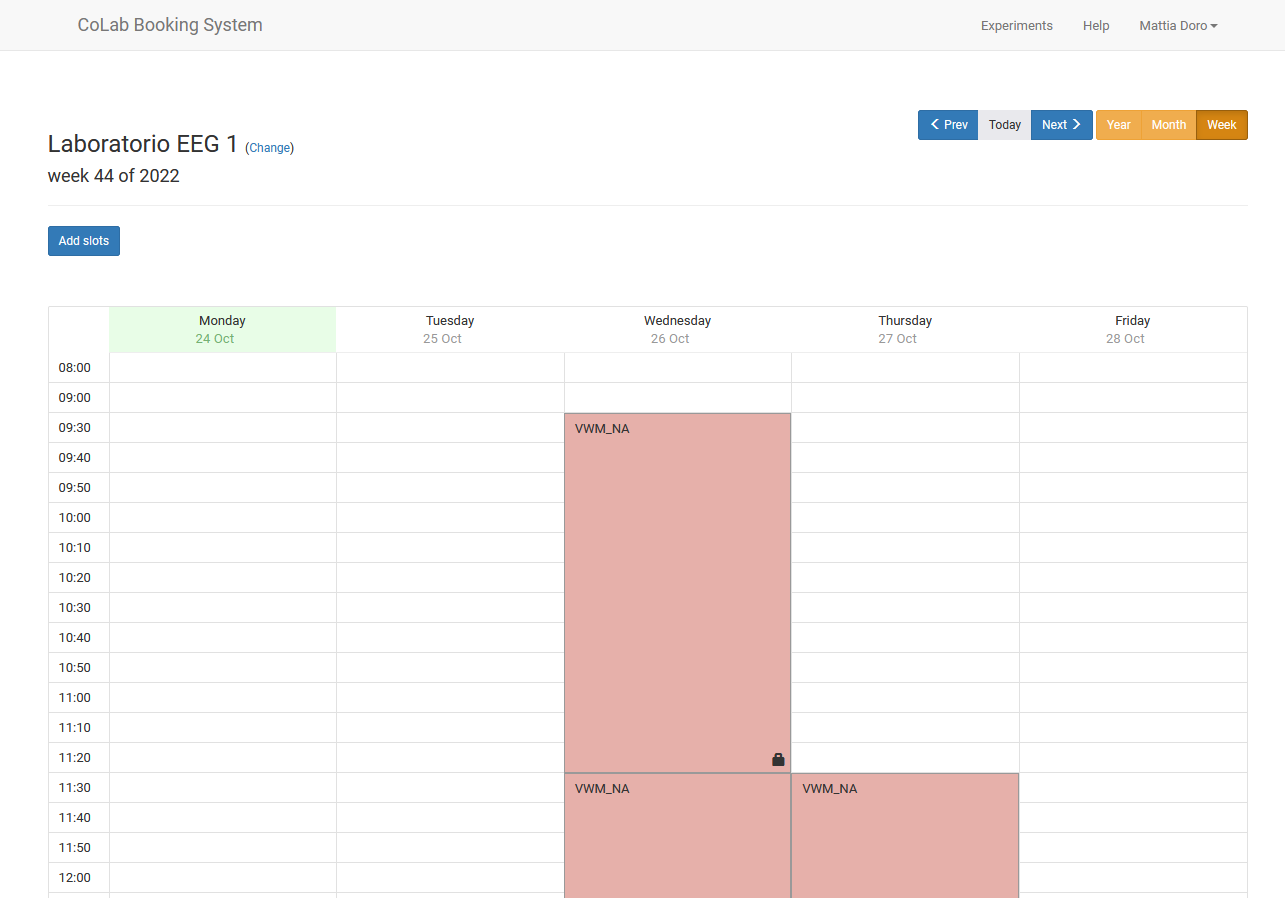 CoLab Booking System Experiments Help Mattia Doro
Prev Today Next Year Month Week
Laboratorio EEG 1 (Change)
week 44 of 2022
Add slots
Monday Tuesday Wednesday Thursday Friday
24 Oct 25 Oct 26 Oct 27 Oct 28 Oct
08:00
09:00
09:30 VWM_NA
09:40
09:50
10:00
10:10
10:20
10:30
10:40
10:50
11:00
11:10
11:20
11:30 VWM_NA VWM_NA
11:40
11:50
12:00